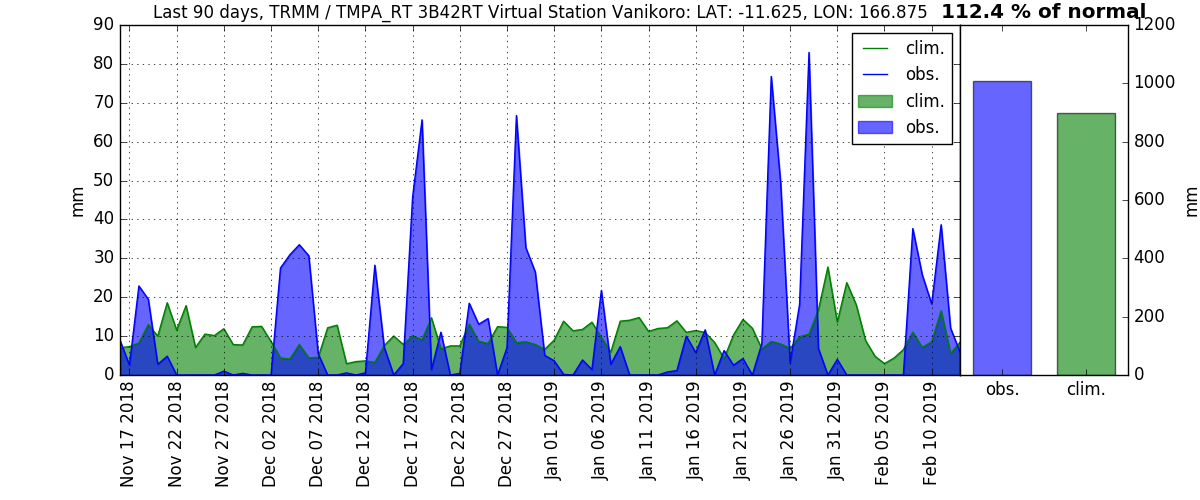 Last 90 days, TRMM / TMPA_RT 3B42RT Virtual Station Vanikoro: LAT: -11.625, LON: 166.875 112.4 % of normal
90
80
70
60
50
40
30
20
10
0
mm
clim.
obs.
clim.
obs.
Nov 17 2018
Nov 22 2018
Nov 27 2018
Dec 02 2018
Dec 07 2018
Dec 12 2018
Dec 17 2018
Dec 22 2018
Dec 27 2018
Jan 01 2019
Jan 06 2019
Jan 11 2019
Jan 16 2019
Jan 21 2019
Jan 26 2019
Jan 31 2019
Feb 05 2019
Feb 10 2019
1200
1000
800
600
400
200
0
mm
obs. clim.